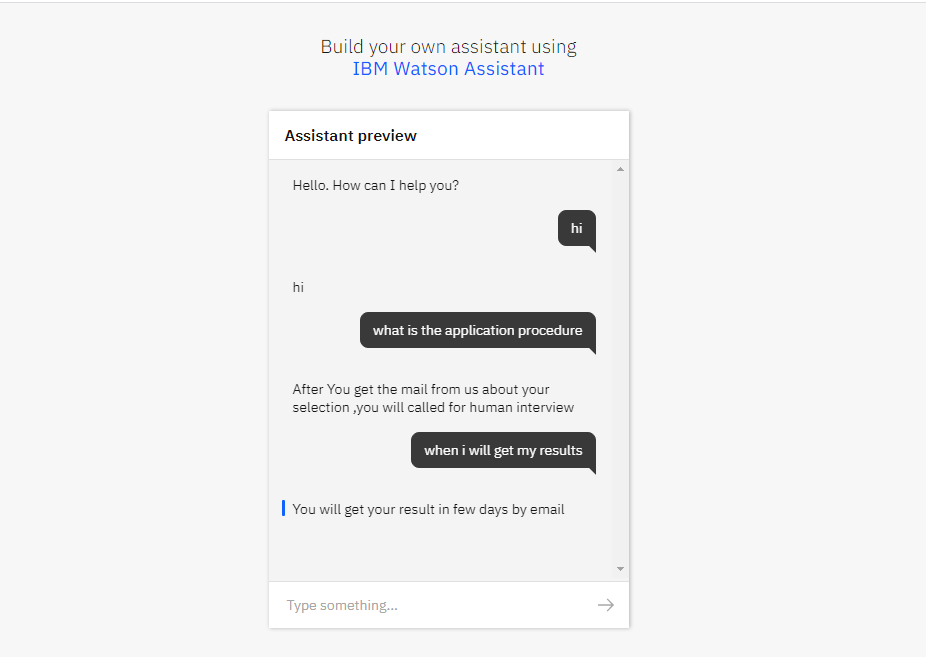 Build your own assistant using
IBM Watson Assistant
Assistant preview
Hello. How can I help you?
hi
hi
what is the application procedure
After You get the mail from us about your
selection ,you will called for human interview
when i will get my results
You will get your result in few days by email
Type something...